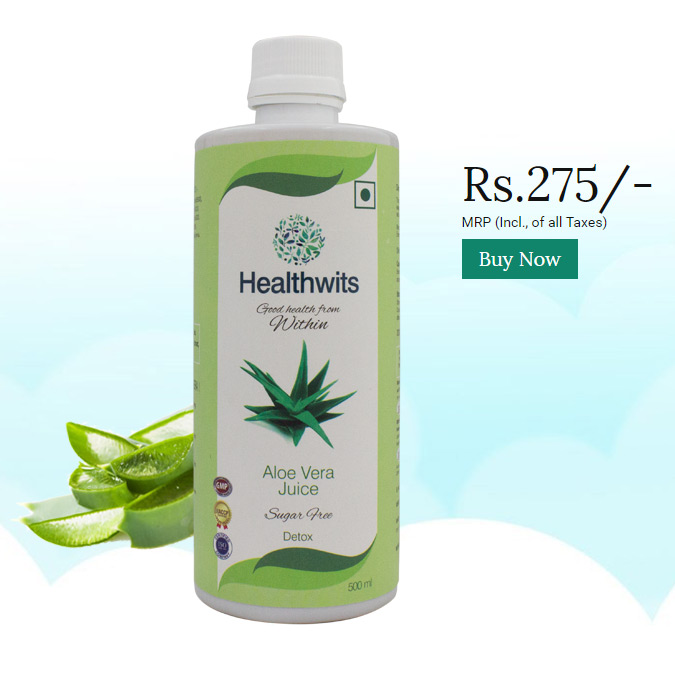 Healthwits
Good health from
Within
Aloe Vera
Juice
Sugar Free
Detox
500 ml
GMP
Rs.275/-
MRP (Incl., of all Taxes)
Buy Now